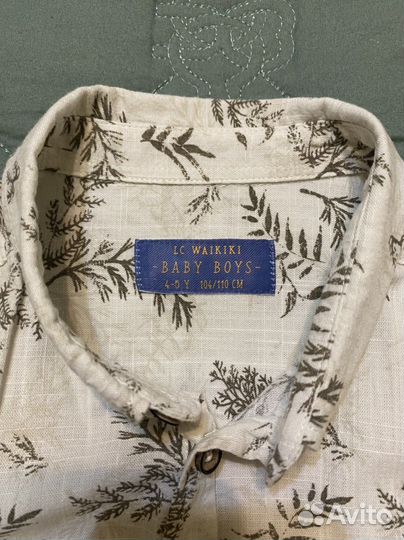 LC WAIKIKI
-BABY BOYS-
4-5 Y 104/110 CM
Avito